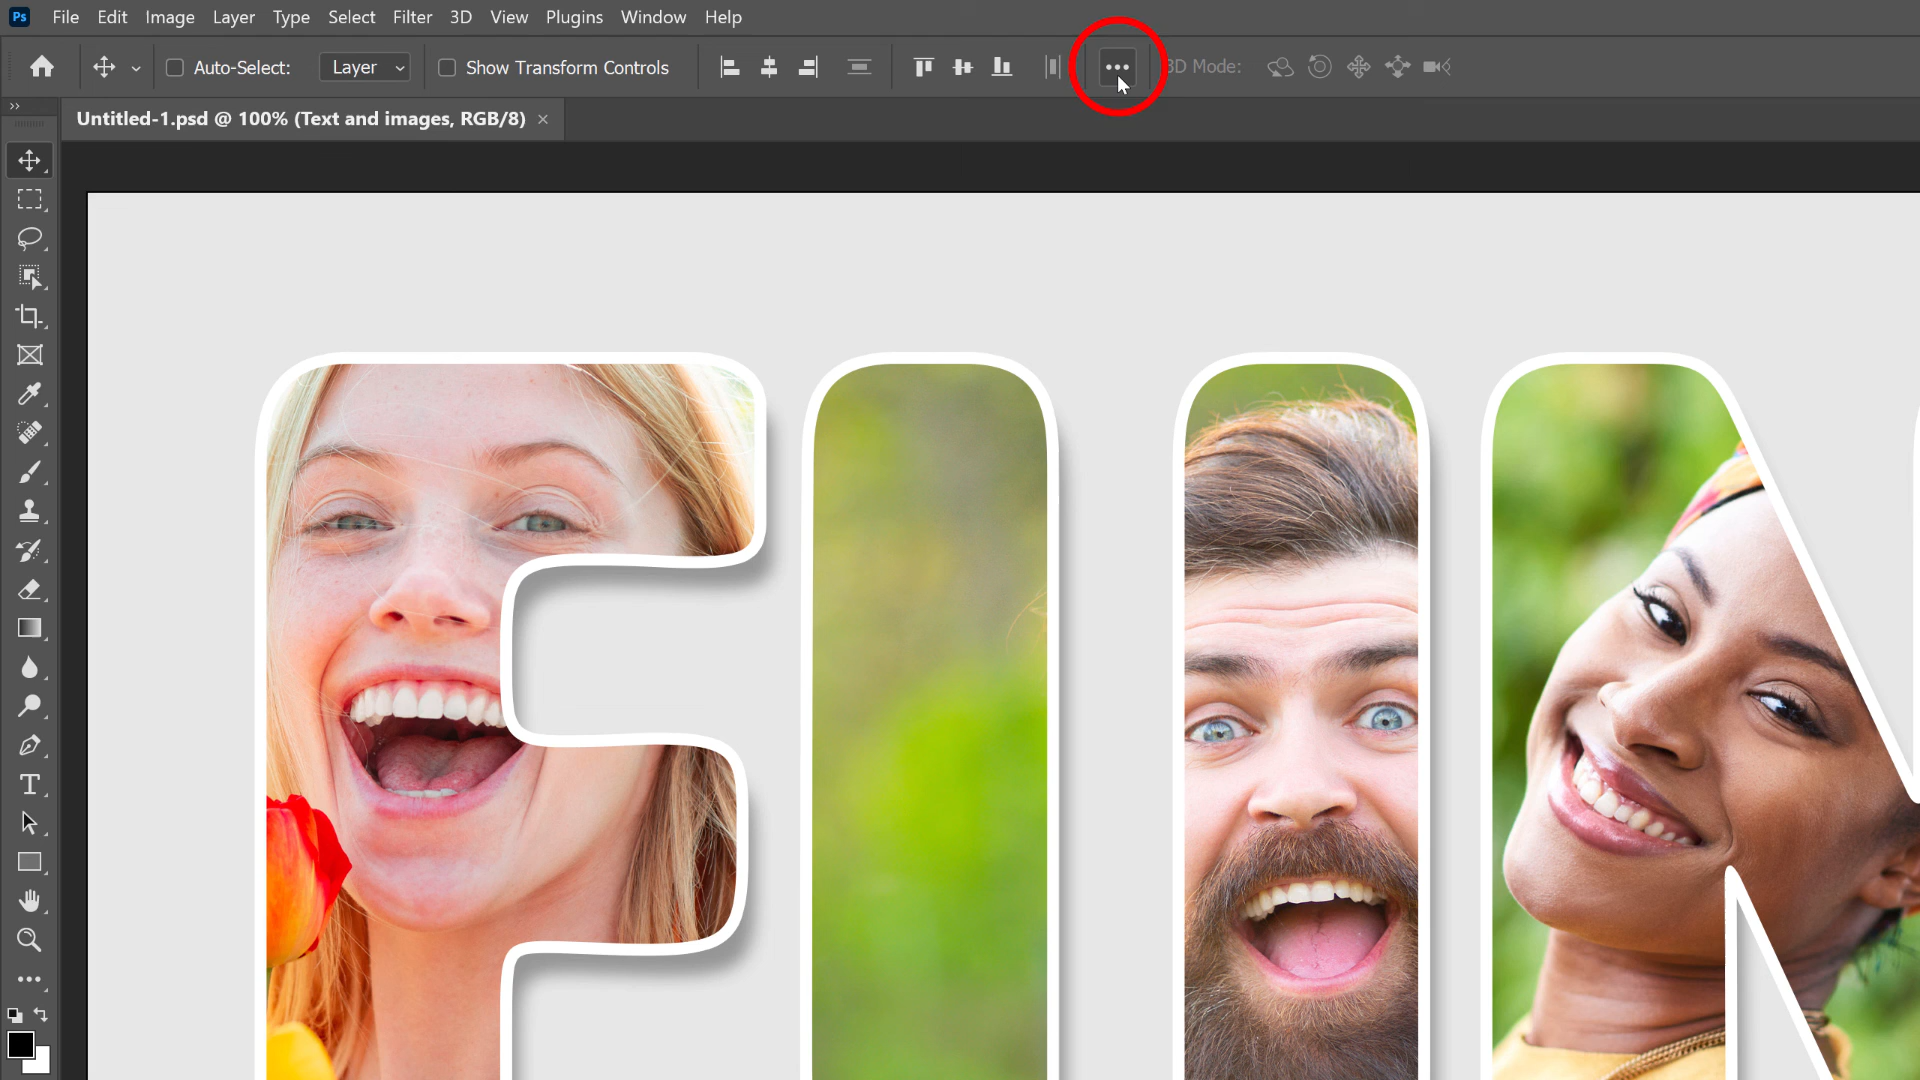 Ps File Edit Image Layer Type Select Filter 3D View Plugins Window Help
Auto-Select: Layer Show Transform Controls 3D Mode:
Untitled-1.psd @ 100% (Text and images, RGB/8) ×
FUN